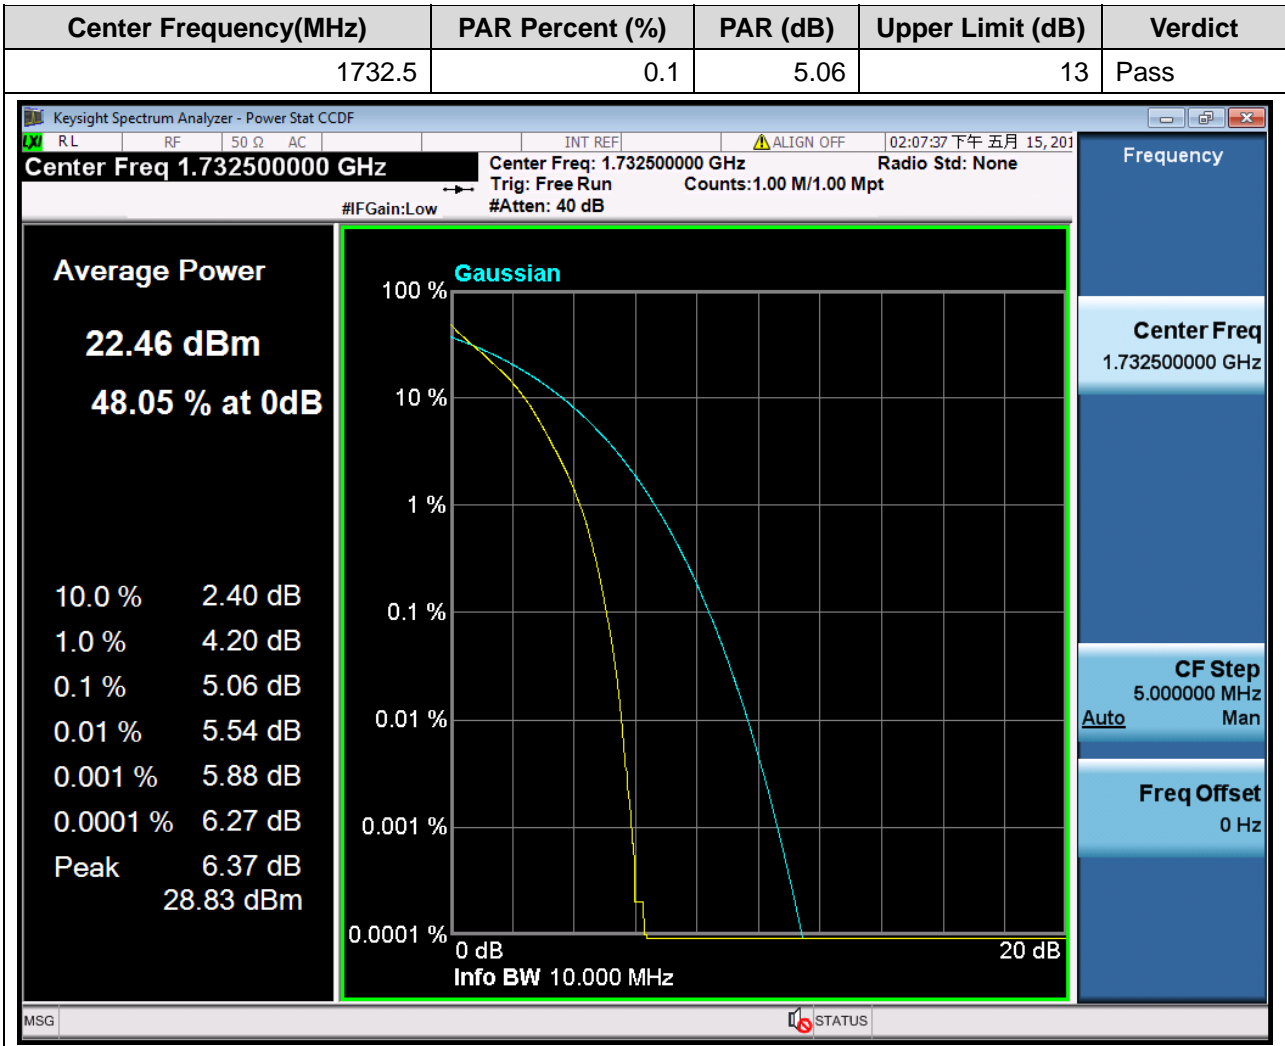 Center Frequency(MHz) PAR Percent (%) PAR (dB) Upper Limit (dB) Verdict
1732.5 0.1 5.06 13 Pass
Keysight Spectrum Analyzer - Power Stat CCDF
LXI RL RF 50 Ω AC INT REF ALIGN OFF 02:07:37 下午 五月 15, 201
Center Freq 1.732500000 GHz
Center Freq: 1.732500000 GHz Radio Std: None
Trig: Free Run Counts:1.00 M/1.00 Mpt
#IFGain:Low #Atten: 40 dB
Frequency
Average Power
22.46 dBm
48.05 % at 0dB
10.0 % 2.40 dB
1.0 % 4.20 dB
0.1 % 5.06 dB
0.01 % 5.54 dB
0.001 % 5.88 dB
0.0001 % 6.27 dB
Peak 6.37 dB
28.83 dBm
Gaussian
100 %
10 %
1 %
0.1 %
0.01 %
0.001 %
0.0001 %
0 dB 20 dB
Info BW 10.000 MHz
Center Freq
1.732500000 GHz
CF Step
5.000000 MHz
Auto Man
Freq Offset
0 Hz
MSG STATUS